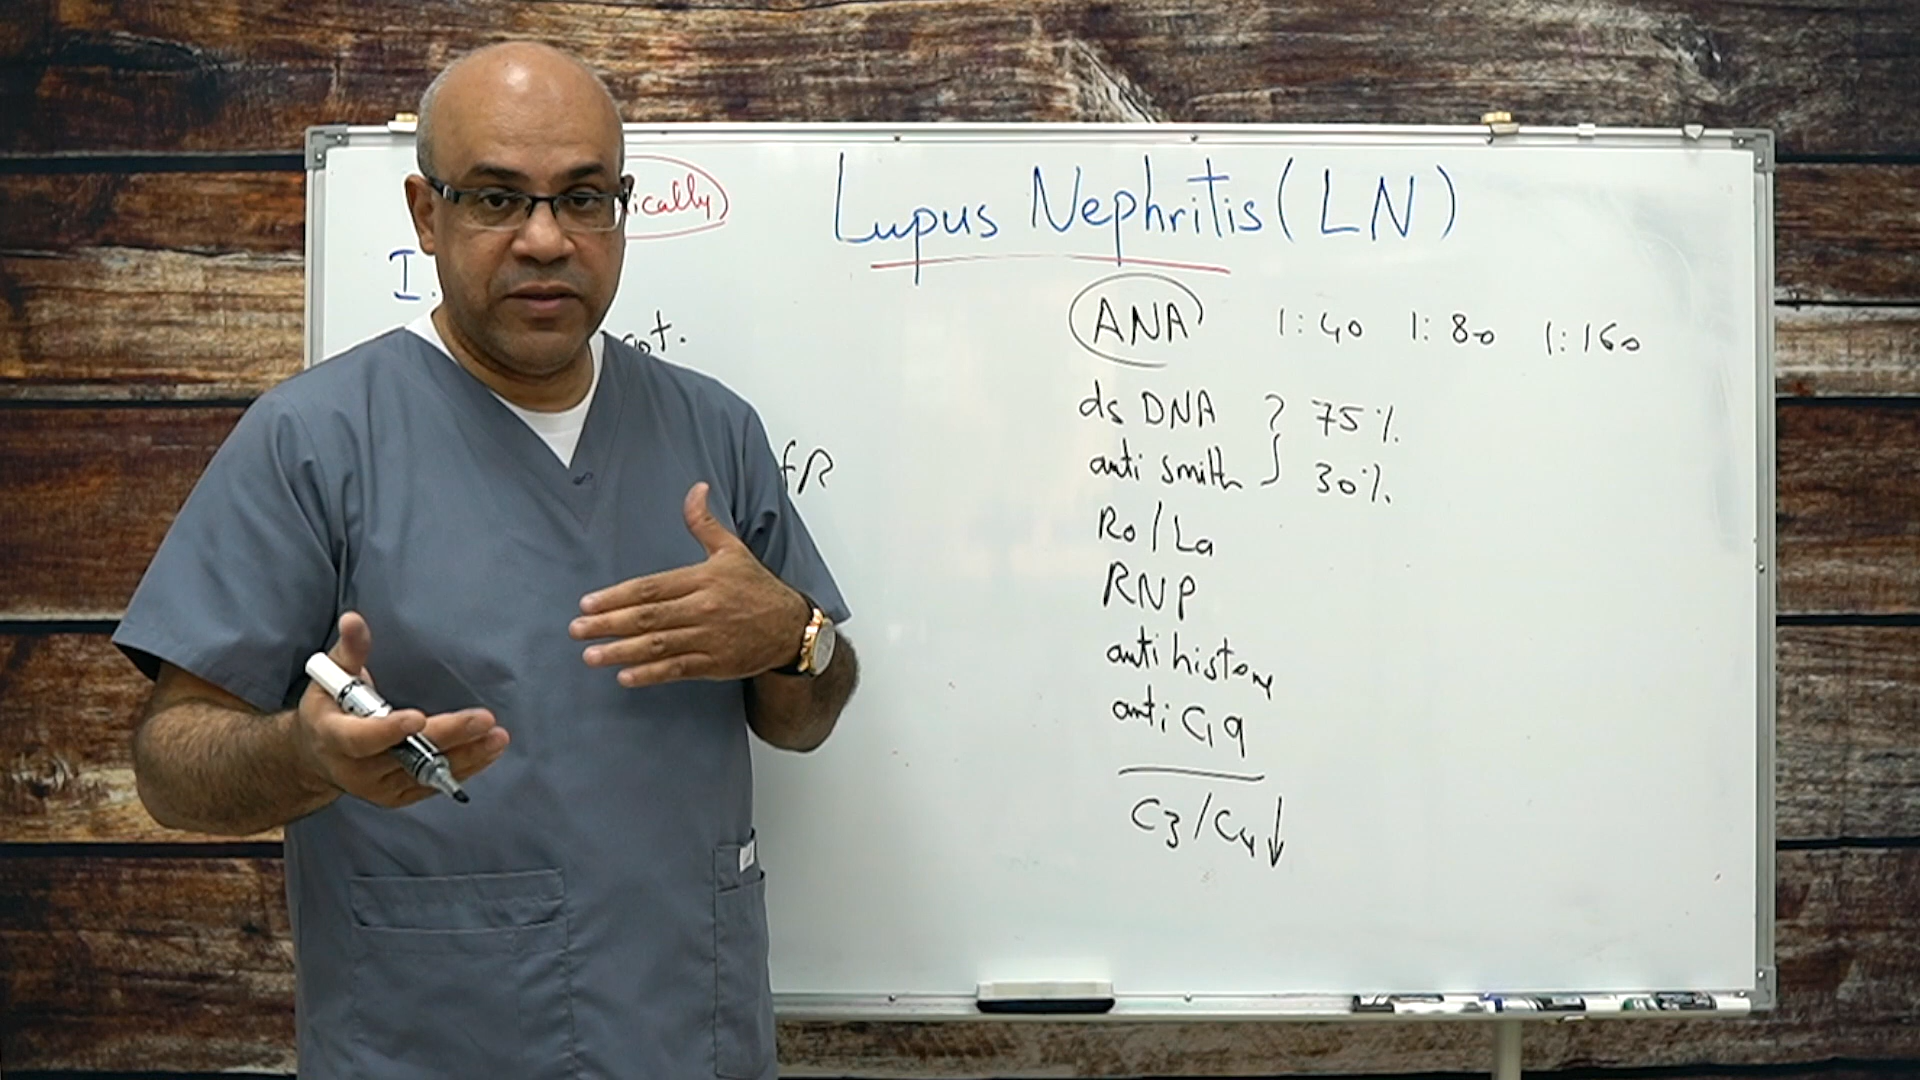 Lupus Nephritis (LN)
I.
ANA 1:40 1:80 1:160
ds DNA } 75%
anti smith } 30%
Ro/La
RNP
anti histone
anti C1q
C3/C4 ↓